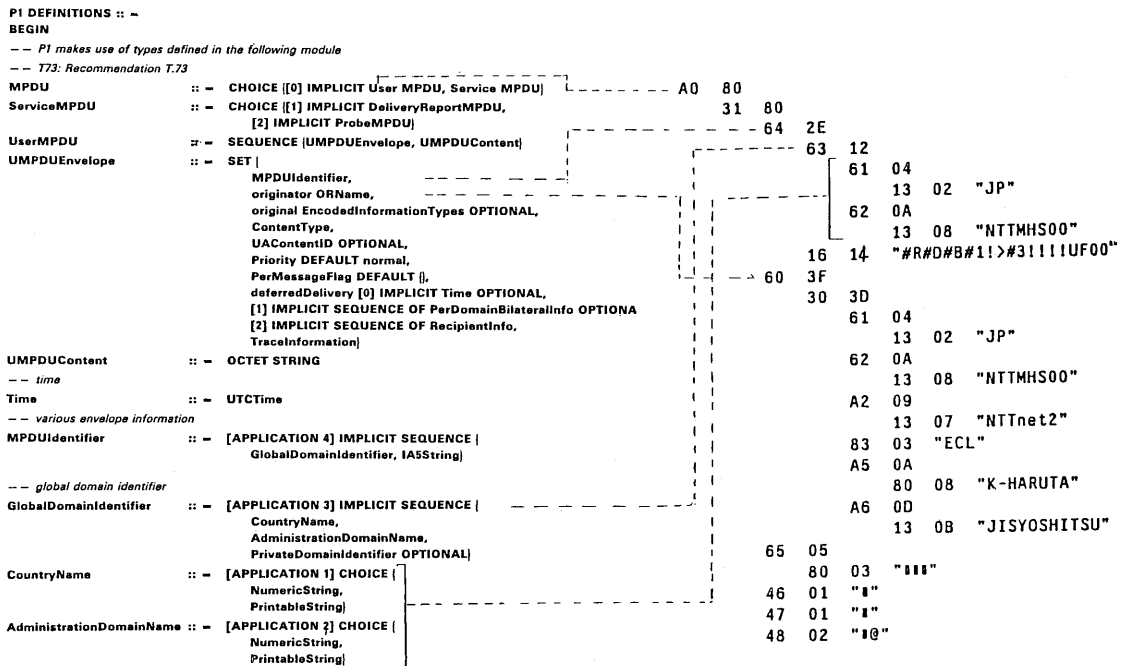 P1 DEFINITIONS :: =
BEGIN
— — P1 makes use of types defined in the following module
— — T73: Recommendation T.73
MPDU :: = CHOICE {[0] IMPLICIT User MPDU, Service MPDU} A0 80
31 80
ServiceMPDU :: = CHOICE {[1] IMPLICIT DeliveryReportMPDU,
[2] IMPLICIT ProbeMPDU} 64 2E
UserMPDU :: = SEQUENCE {UMPDUEnvelope, UMPDUContent} 63 12
UMPDUEnvelope :: = SET { 61 04
MPDUIdentifier,
13 02 "JP"
originator ORName,
62 0A
original EncodedInformationTypes OPTIONAL,
13 08 "NTTMHS00"
ContentType,
UAContentID OPTIONAL,
16 14 "#R#D#B#1!>#3!!!!UF00"
Priority DEFAULT normal,
PerMessageFlag DEFAULT {}, 60 3F
deferredDelivery [0] IMPLICIT Time OPTIONAL,
30 3D
[1] IMPLICIT SEQUENCE OF PerDomainBilateralInfo OPTIONA
[2] IMPLICIT SEQUENCE OF RecipientInfo, 61 04
TraceInformation}
13 02 "JP"
UMPDUContent :: = OCTET STRING 62 0A
— — time
13 08 "NTTMHS00"
Time :: = UTCTime
A2 09
— — various envelope information
13 07 "NTTnet2"
MPDUIdentifier :: = [APPLICATION 4] IMPLICIT SEQUENCE {
83 03 "ECL"
GlobalDomainIdentifier, IA5String}
A5 0A
— — global domain identifier
80 08 "K-HARUTA"
GlobalDomainIdentifier :: = [APPLICATION 3] IMPLICIT SEQUENCE { A6 0D
CountryName,
13 0B "JISYOSHITSU"
AdministrationDomainName,
PrivateDomainIdentifier OPTIONAL} 65 05
CountryName :: = [APPLICATION 1] CHOICE { 80 03
NumericString, 46 01
PrintableString}
47 01
AdministrationDomainName :: = [APPLICATION 2] CHOICE { 48 02
NumericString,
PrintableString}